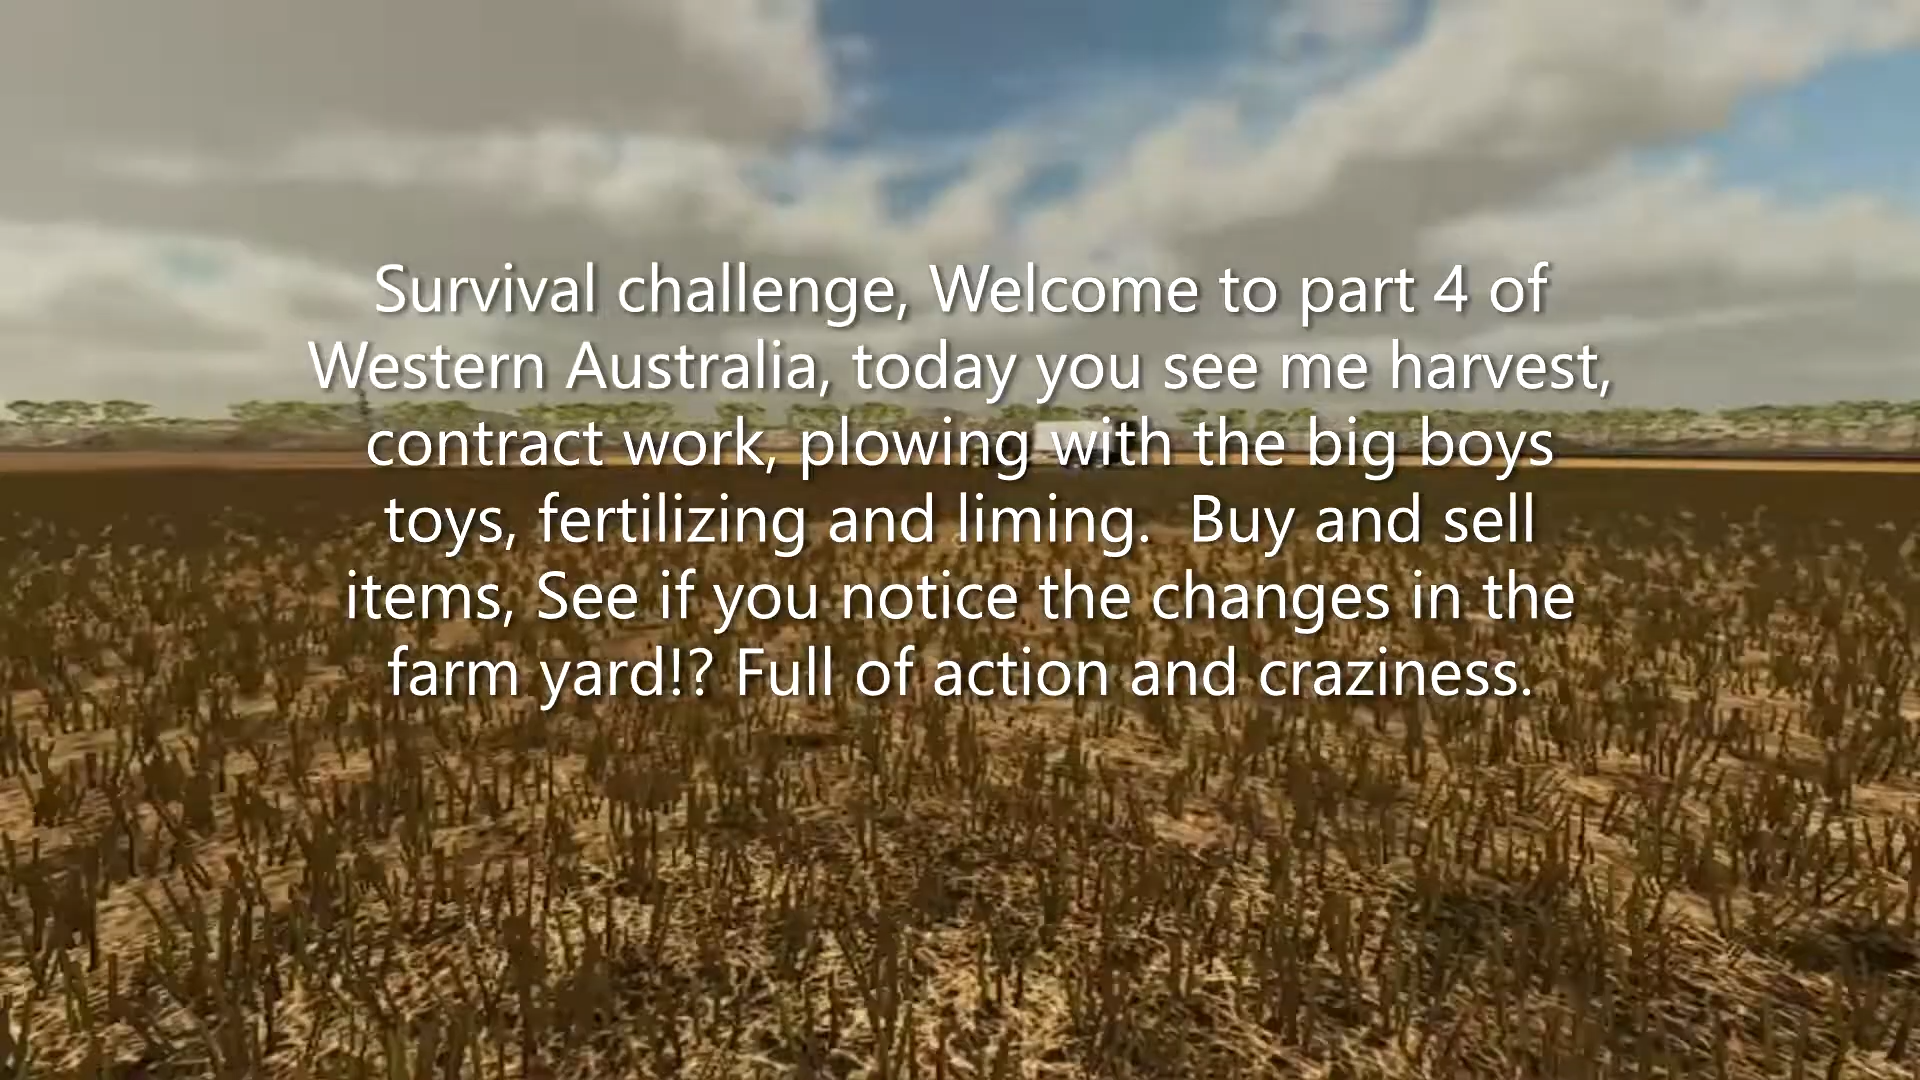 Survival challenge, Welcome to part 4 of
Western Australia, today you see me harvest,
contract work, plowing with the big boys
toys, fertilizing and liming.  Buy and sell
items, See if you notice the changes in the
farm yard!? Full of action and craziness.